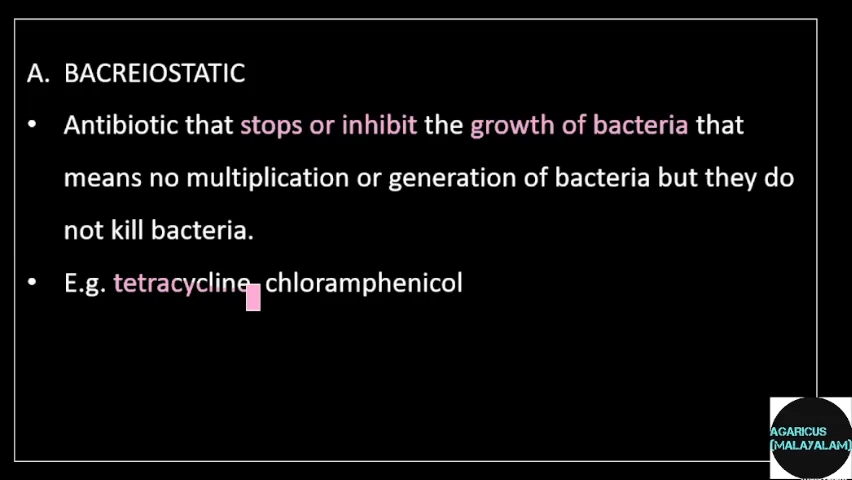 A. BACREIOSTATIC
• Antibiotic that stops or inhibit the growth of bacteria that
means no multiplication or generation of bacteria but they do
not kill bacteria.
• E.g. tetracycline, chloramphenicol
AGARICUS
(MALAYALAM)